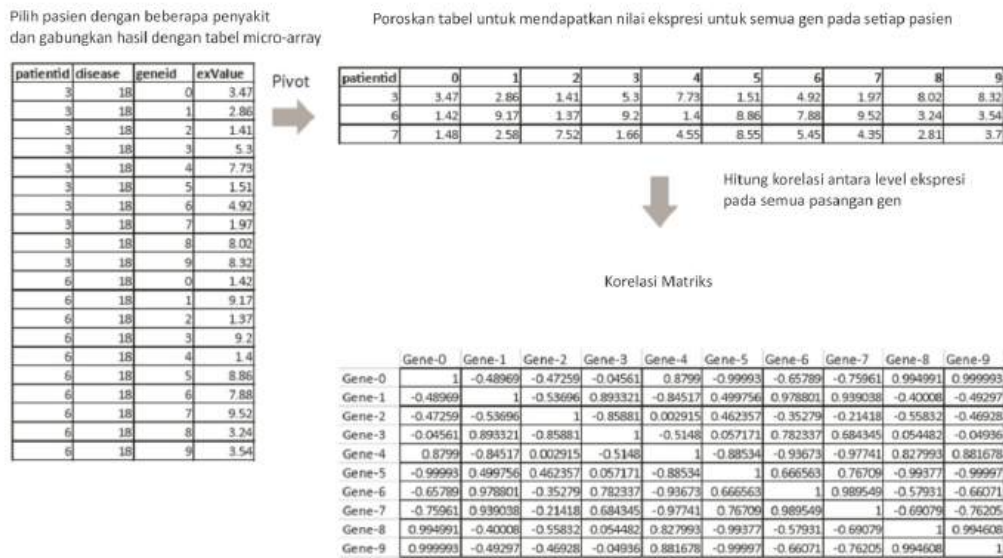 Pilih pasien dengan beberapa penyakit
dan gabungkan hasil dengan tabel micro-array
Poroskan tabel untuk mendapatkan nilai ekspresi untuk semua gen pada setiap pasien
patientid disease geneid exValue
3 18 0 3.47
3 18 1 2.86
3 18 2 1.41
3 18 3 5.3
3 18 4 7.73
3 18 5 1.51
3 18 6 4.92
3 18 7 1.97
3 18 8 8.02
3 18 9 8.32
6 18 0 1.42
6 18 1 9.17
6 18 2 1.37
6 18 3 9.2
6 18 4 1.4
6 18 5 8.86
6 18 6 7.88
6 18 7 9.52
6 18 8 3.24
6 18 9 3.54
Pivot
patientid 0 1 2 3 4 5 6 7 8 9
3 3.47 2.86 1.41 5.3 7.73 1.51 4.92 1.97 8.02 8.32
6 1.42 9.17 1.37 9.2 1.4 8.86 7.88 9.52 3.24 3.54
7 1.48 2.58 7.52 1.66 4.55 8.55 5.45 4.35 2.81 3.7
Hitung korelasi antara level ekspresi
pada semua pasangan gen
Korelasi Matriks
Gene-0 Gene-1 Gene-2 Gene-3 Gene-4 Gene-5 Gene-6 Gene-7 Gene-8 Gene-9
Gene-0 1 -0.48969 -0.47259 -0.04561 0.8799 -0.99993 -0.65789 -0.75961 0.994991 0.999993
Gene-1 -0.48969 1 -0.53696 0.893321 -0.84517 0.499756 0.978801 0.939038 -0.40008 -0.49297
Gene-2 -0.47259 -0.53696 1 -0.85881 0.002915 0.462357 -0.35279 -0.21418 -0.55832 -0.46928
Gene-3 -0.04561 0.893321 -0.85881 1 -0.5148 0.057171 0.782337 0.684345 0.054482 -0.04936
Gene-4 0.8799 -0.84517 0.002915 -0.5148 1 -0.88534 -0.93673 -0.97741 0.827993 0.881678
Gene-5 -0.99993 0.499756 0.462357 0.057171 -0.88534 1 0.666563 0.76709 -0.99377 -0.99997
Gene-6 -0.65789 0.978801 -0.35279 0.782337 -0.93673 0.666563 1 0.989549 -0.57931 -0.66071
Gene-7 -0.75961 0.939038 -0.21418 0.684345 -0.97741 0.76709 0.989549 1 -0.69079 -0.76205
Gene-8 0.994991 -0.40008 -0.55832 0.054482 0.827993 -0.99377 -0.57931 -0.69079 1 0.994608
Gene-9 0.999993 -0.49297 -0.46928 -0.04936 0.881678 -0.99997 -0.66071 -0.76205 0.994608 1